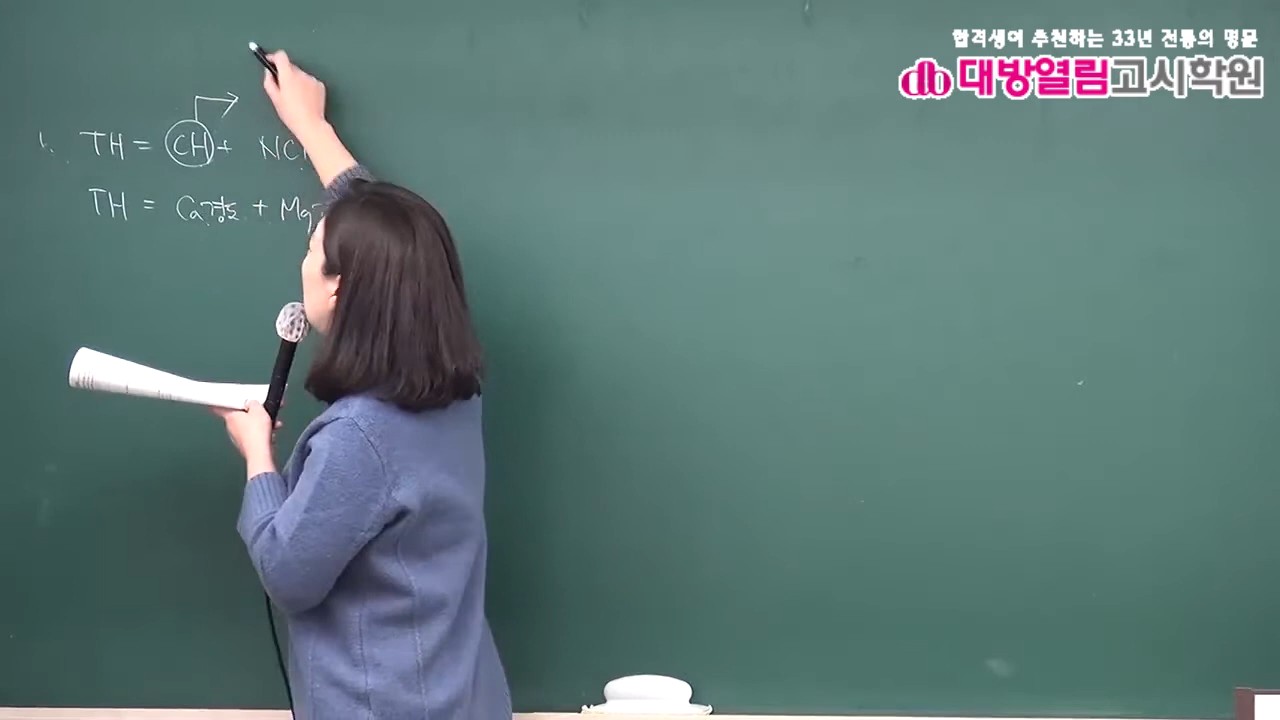 합격생이 추천하는 33년 전통의 명문
대방열림고시학원
1. TH = CH + NCH
TH = Ca경도 + Mg